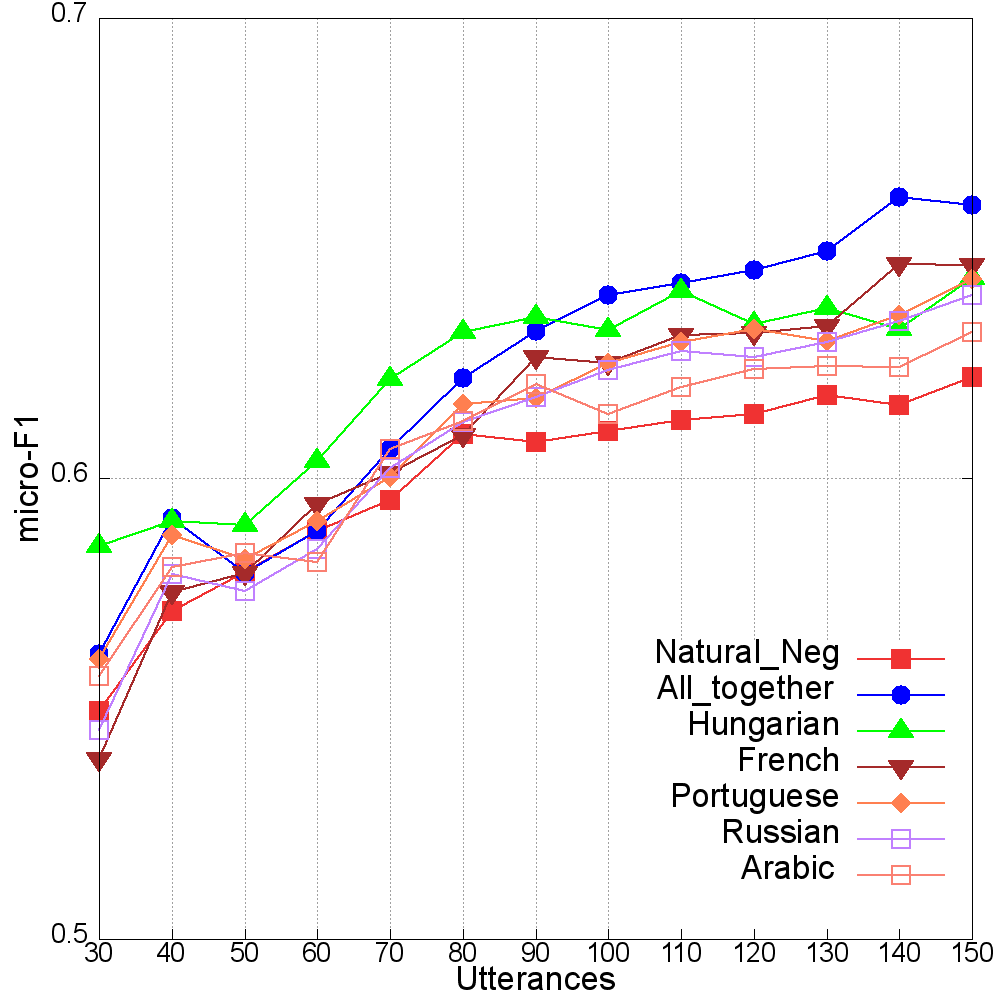 0.7
0.6
0.5
micro-F1
30 40 50 60 70 80 90 100 110 120 130 140 150
Utterances
Natural_Neg
All_together
Hungarian
French
Portuguese
Russian
Arabic